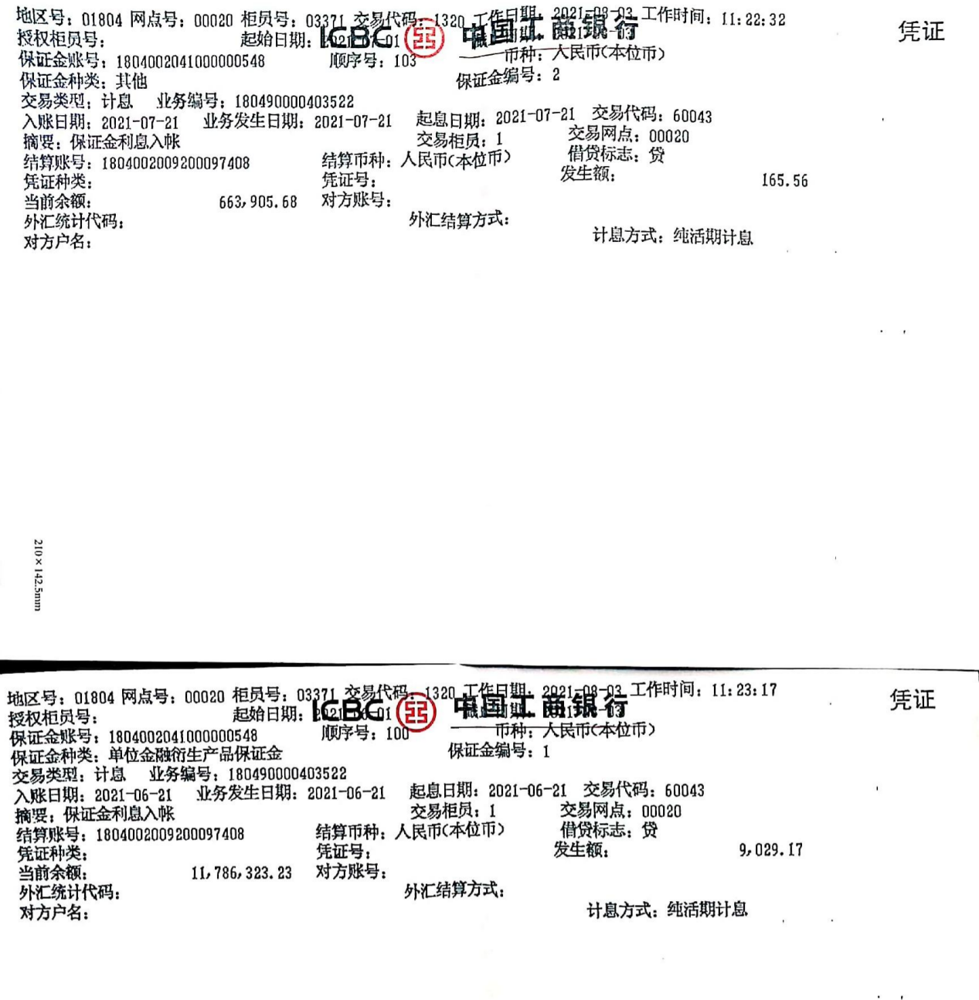 地区号：01804 网点号：00020 柜员号：03371 交易代码：1320 工作日期：2021-08-03 工作时间：11:22:32
ICBC 中国工商银行
凭证
授权柜员号： 起始日期：
保证金账号：1804002041000000548 顺序号：103 币种：人民币(本位币)
保证金种类：其他 保证金编号：2
交易类型：计息 业务编号：180490000403522
入账日期：2021-07-21 业务发生日期：2021-07-21 起息日期：2021-07-21 交易代码：60043
摘要：保证金利息入帐 交易柜员：1 交易网点：00020
结算账号：1804002009200097408 结算币种：人民币(本位币) 借贷标志：贷
凭证种类： 凭证号： 发生额： 165.56
当前余额： 663,905.68 对方账号：
外汇统计代码： 外汇结算方式：
对方户名： 计息方式：纯活期计息
210×142.5mm
地区号：01804 网点号：00020 柜员号：03371 交易代码：1320 工作日期：2021-08-03 工作时间：11:23:17
ICBC 中国工商银行
凭证
授权柜员号： 起始日期：
保证金账号：1804002041000000548 顺序号：100 币种：人民币(本位币)
保证金种类：单位金融衍生产品保证金 保证金编号：1
交易类型：计息 业务编号：180490000403522
入账日期：2021-06-21 业务发生日期：2021-06-21 起息日期：2021-06-21 交易代码：60043
摘要：保证金利息入帐 交易柜员：1 交易网点：00020
结算账号：1804002009200097408 结算币种：人民币(本位币) 借贷标志：贷
凭证种类： 凭证号： 发生额： 9,029.17
当前余额： 11,786,323.23 对方账号：
外汇统计代码： 外汇结算方式：
对方户名： 计息方式：纯活期计息